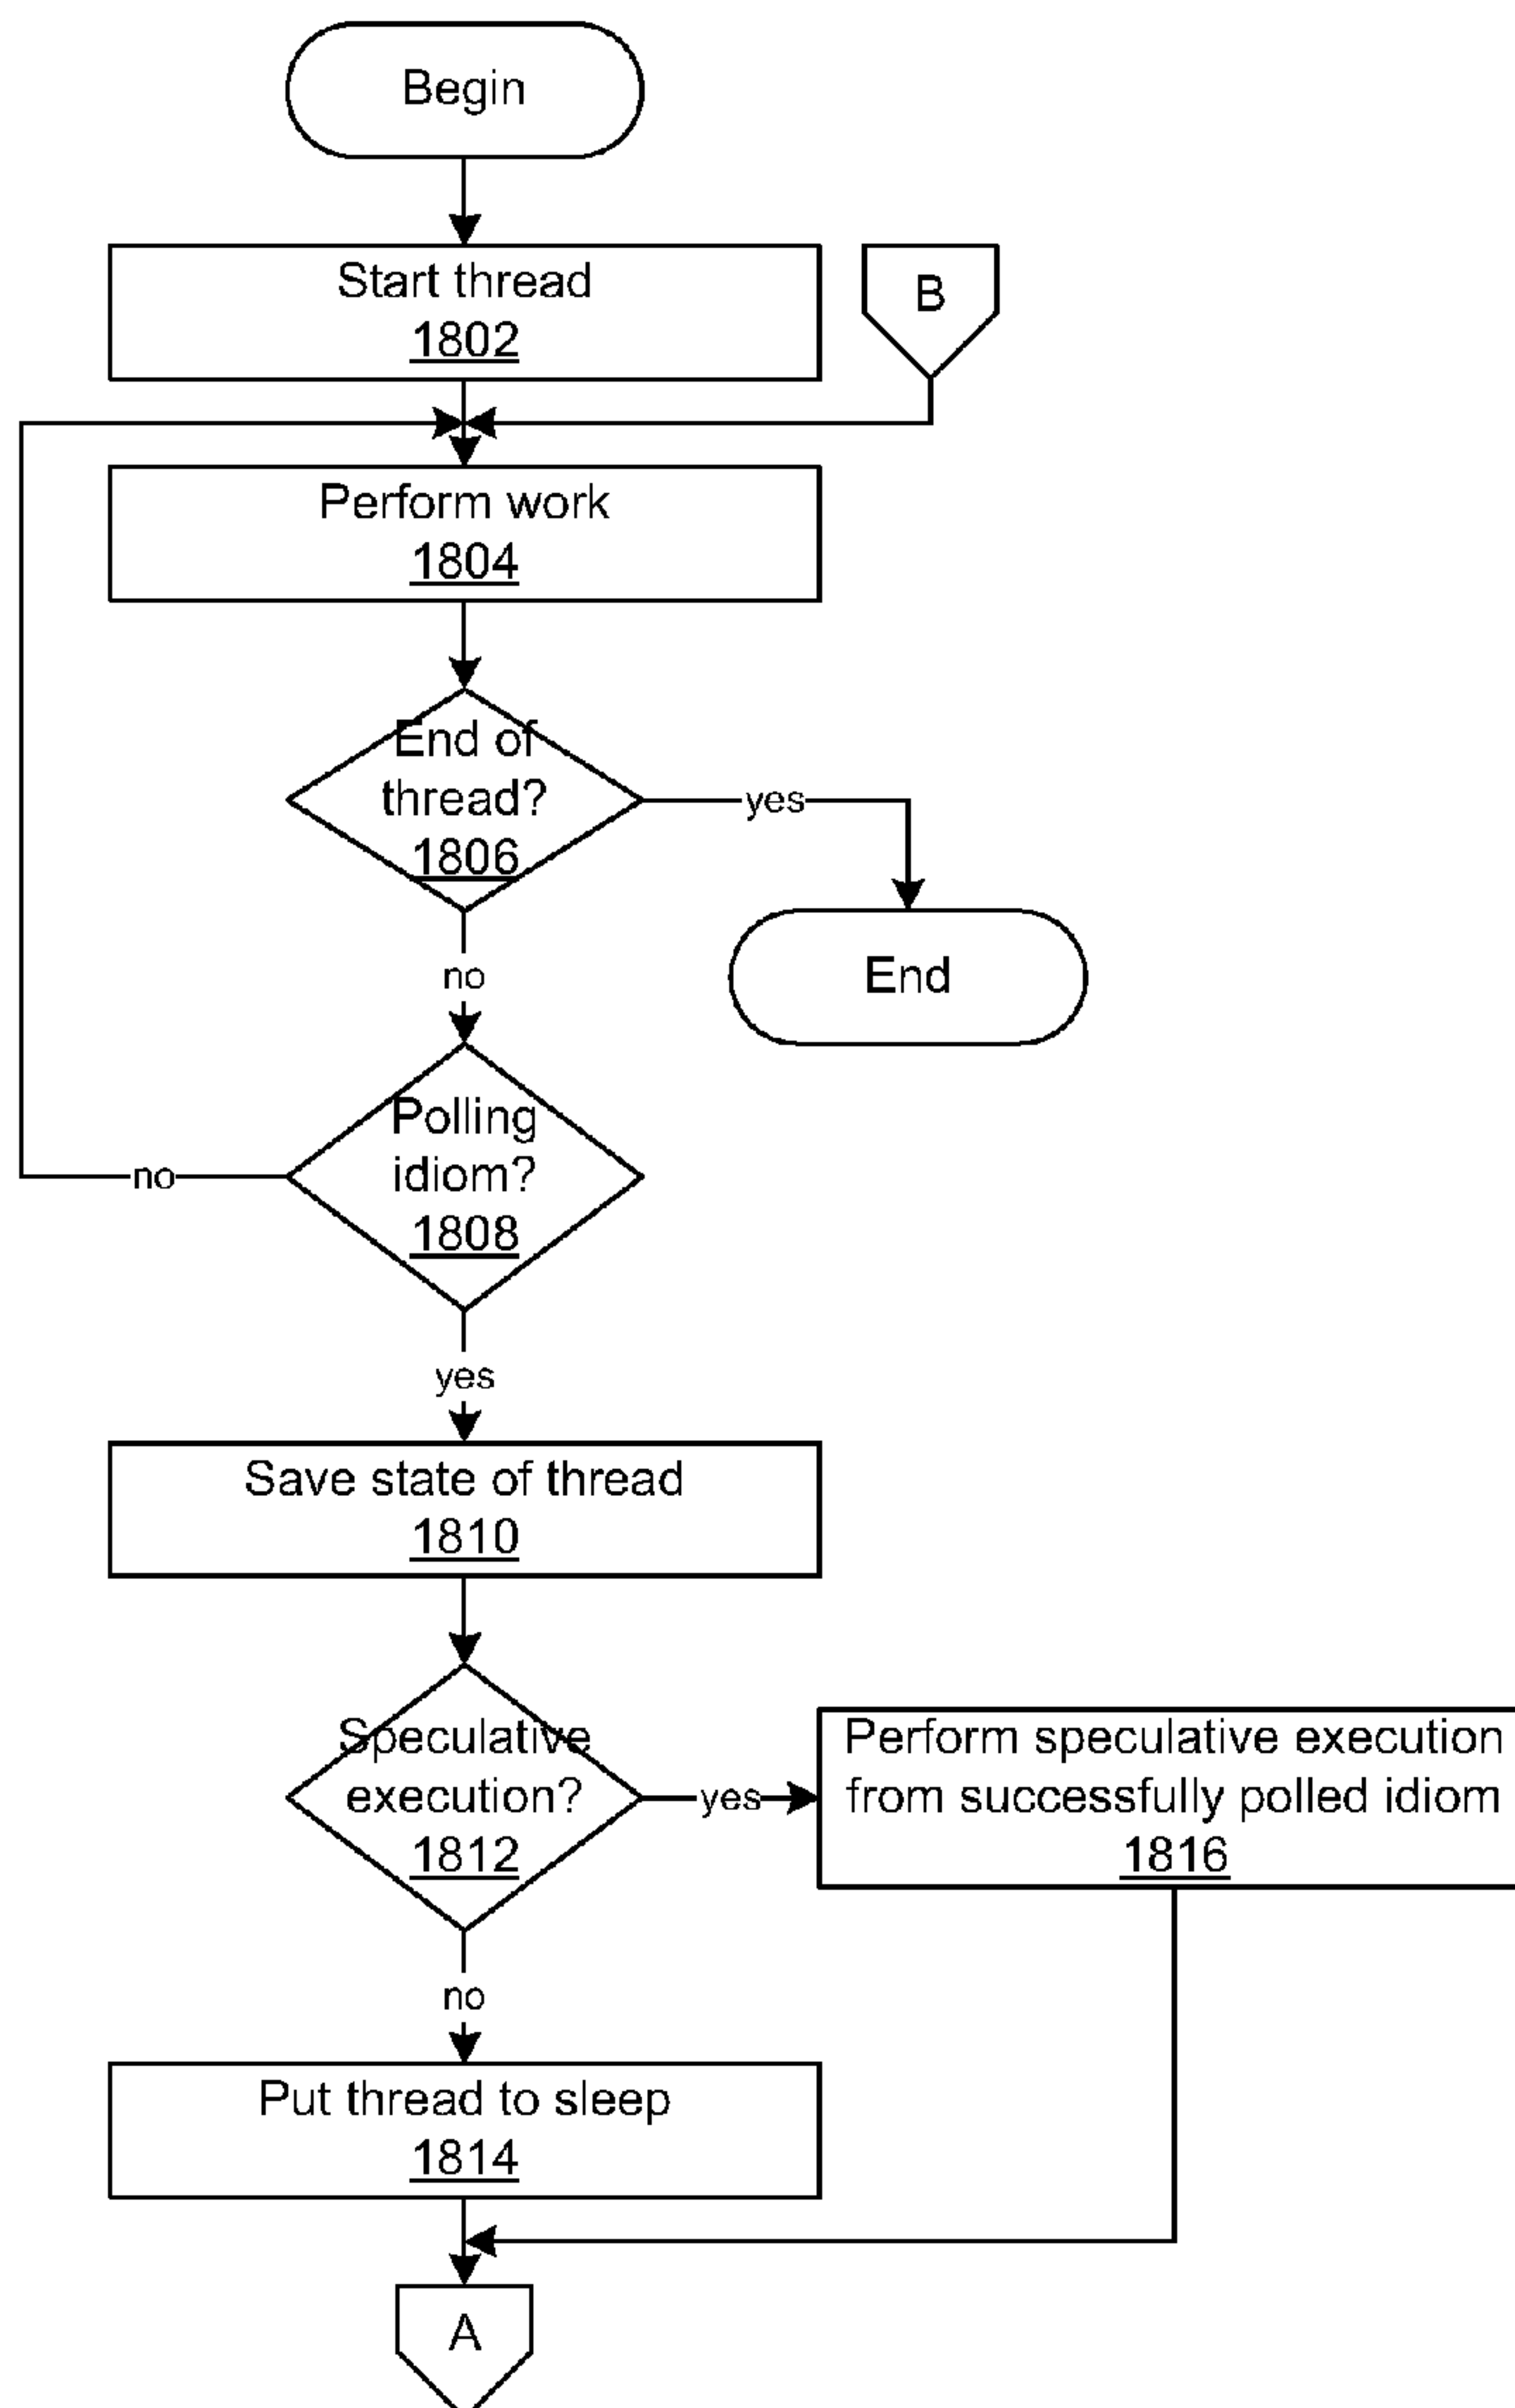 Begin
Start thread
1802
B
Perform work
1804
End of
thread?
1806
yes
End
no
Polling
idiom?
1808
no
yes
Save state of thread
1810
Speculative
execution?
1812
yes
Perform speculative execution
from successfully polled idiom
1816
no
Put thread to sleep
1814
A